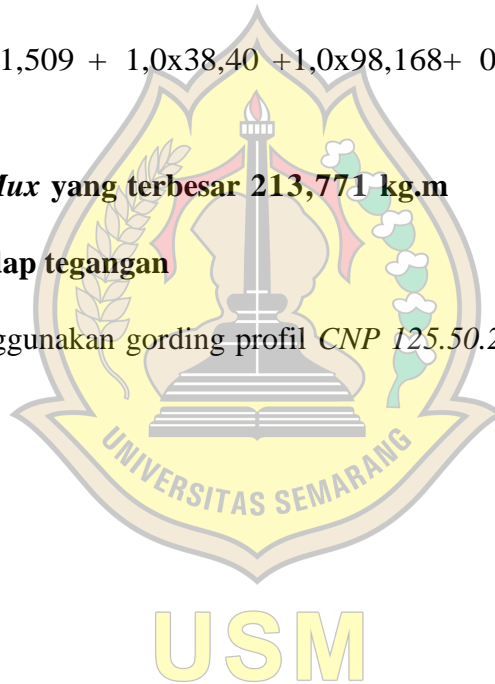 1,509 + 1,0x38,40 +1,0x98,168+ 0
Mux yang terbesar 213,771 kg.m
dap tegangan
ggunakan gording profil CNP 125.50.2
UNIVERSITAS SEMARANG
USM